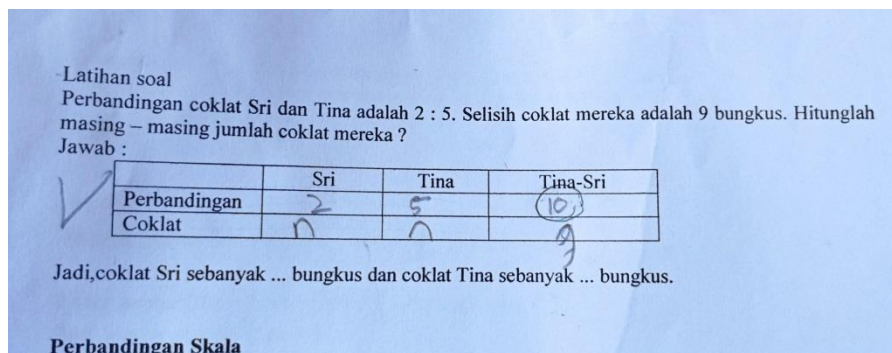 Latihan soal
Perbandingan coklat Sri dan Tina adalah 2 : 5. Selisih coklat mereka adalah 9 bungkus. Hitunglah
masing – masing jumlah coklat mereka ?
Jawab :
Sri Tina Tina-Sri
Perbandingan 2 5 10
Coklat n n 9
Jadi,coklat Sri sebanyak ... bungkus dan coklat Tina sebanyak ... bungkus.
Perbandingan Skala